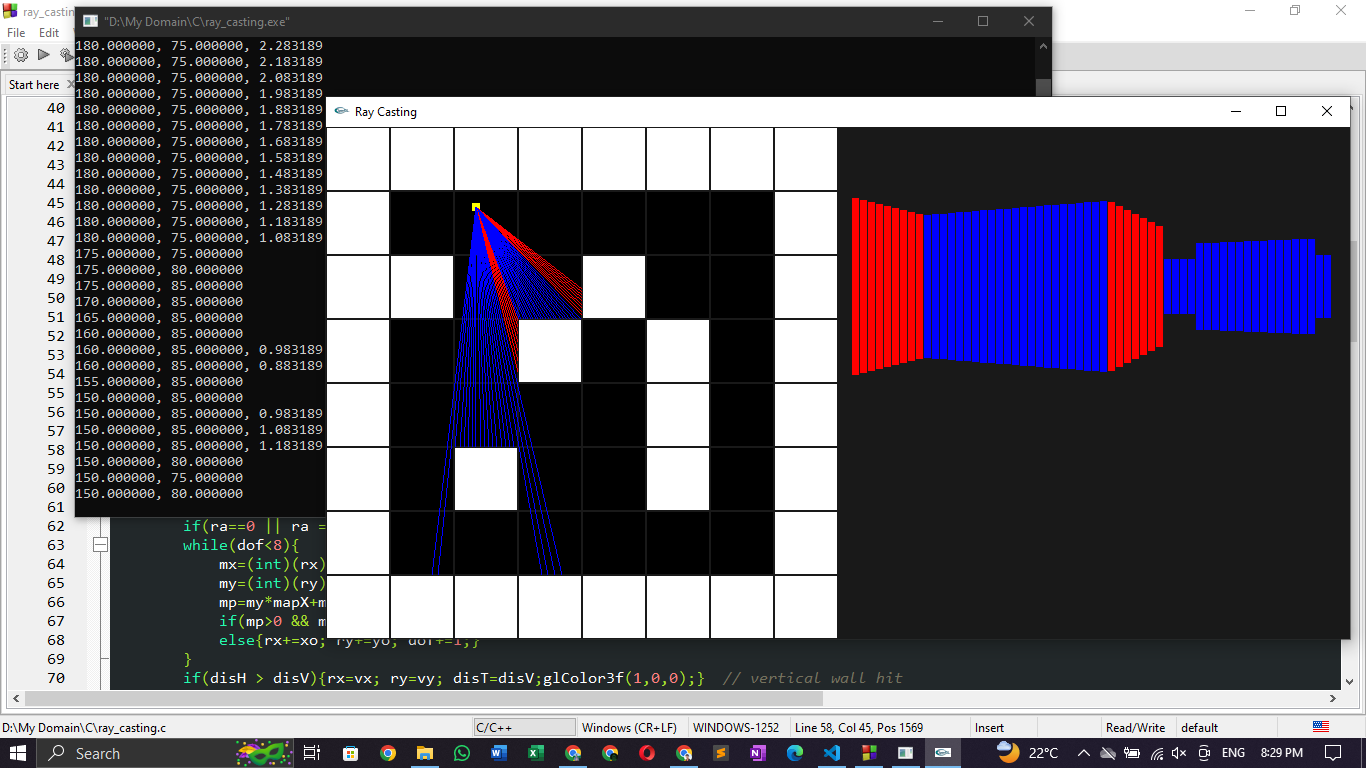 ray_casting
File Edit
Start here
"D:\My Domain\C\ray_casting.exe"
180.000000, 75.000000, 2.283189
180.000000, 75.000000, 2.183189
180.000000, 75.000000, 2.083189
180.000000, 75.000000, 1.983189
180.000000, 75.000000, 1.883189
180.000000, 75.000000, 1.783189
180.000000, 75.000000, 1.683189
180.000000, 75.000000, 1.583189
180.000000, 75.000000, 1.483189
180.000000, 75.000000, 1.383189
180.000000, 75.000000, 1.283189
180.000000, 75.000000, 1.183189
180.000000, 75.000000, 1.083189
175.000000, 75.000000
175.000000, 80.000000
175.000000, 85.000000
170.000000, 85.000000
165.000000, 85.000000
160.000000, 85.000000
160.000000, 85.000000, 0.983189
160.000000, 85.000000, 0.883189
155.000000, 85.000000
150.000000, 85.000000
150.000000, 85.000000, 0.983189
150.000000, 85.000000, 1.083189
150.000000, 85.000000, 1.183189
150.000000, 80.000000
150.000000, 75.000000
150.000000, 80.000000
Ray Casting
40
41
42
43
44
45
46
47
48
49
50
51
52
53
54
55
56
57
58
59
60
61
62 if(ra==0 || ra =
63 while(dof<8){
64 mx=(int)(rx)
65 my=(int)(ry)
66 mp=my*mapX+m
67 if(mp>0 && m
68 else{rx+=xo; ry+=yo; dof+=1;}
69 }
70 if(disH > disV){rx=vx; ry=vy; disT=disV;glColor3f(1,0,0);} // vertical wall hit
D:\My Domain\C\ray_casting.c C/C++ Windows (CR+LF) WINDOWS-1252 Line 58, Col 45, Pos 1569 Insert Read/Write default
Search 22°C ENG 8:29 PM